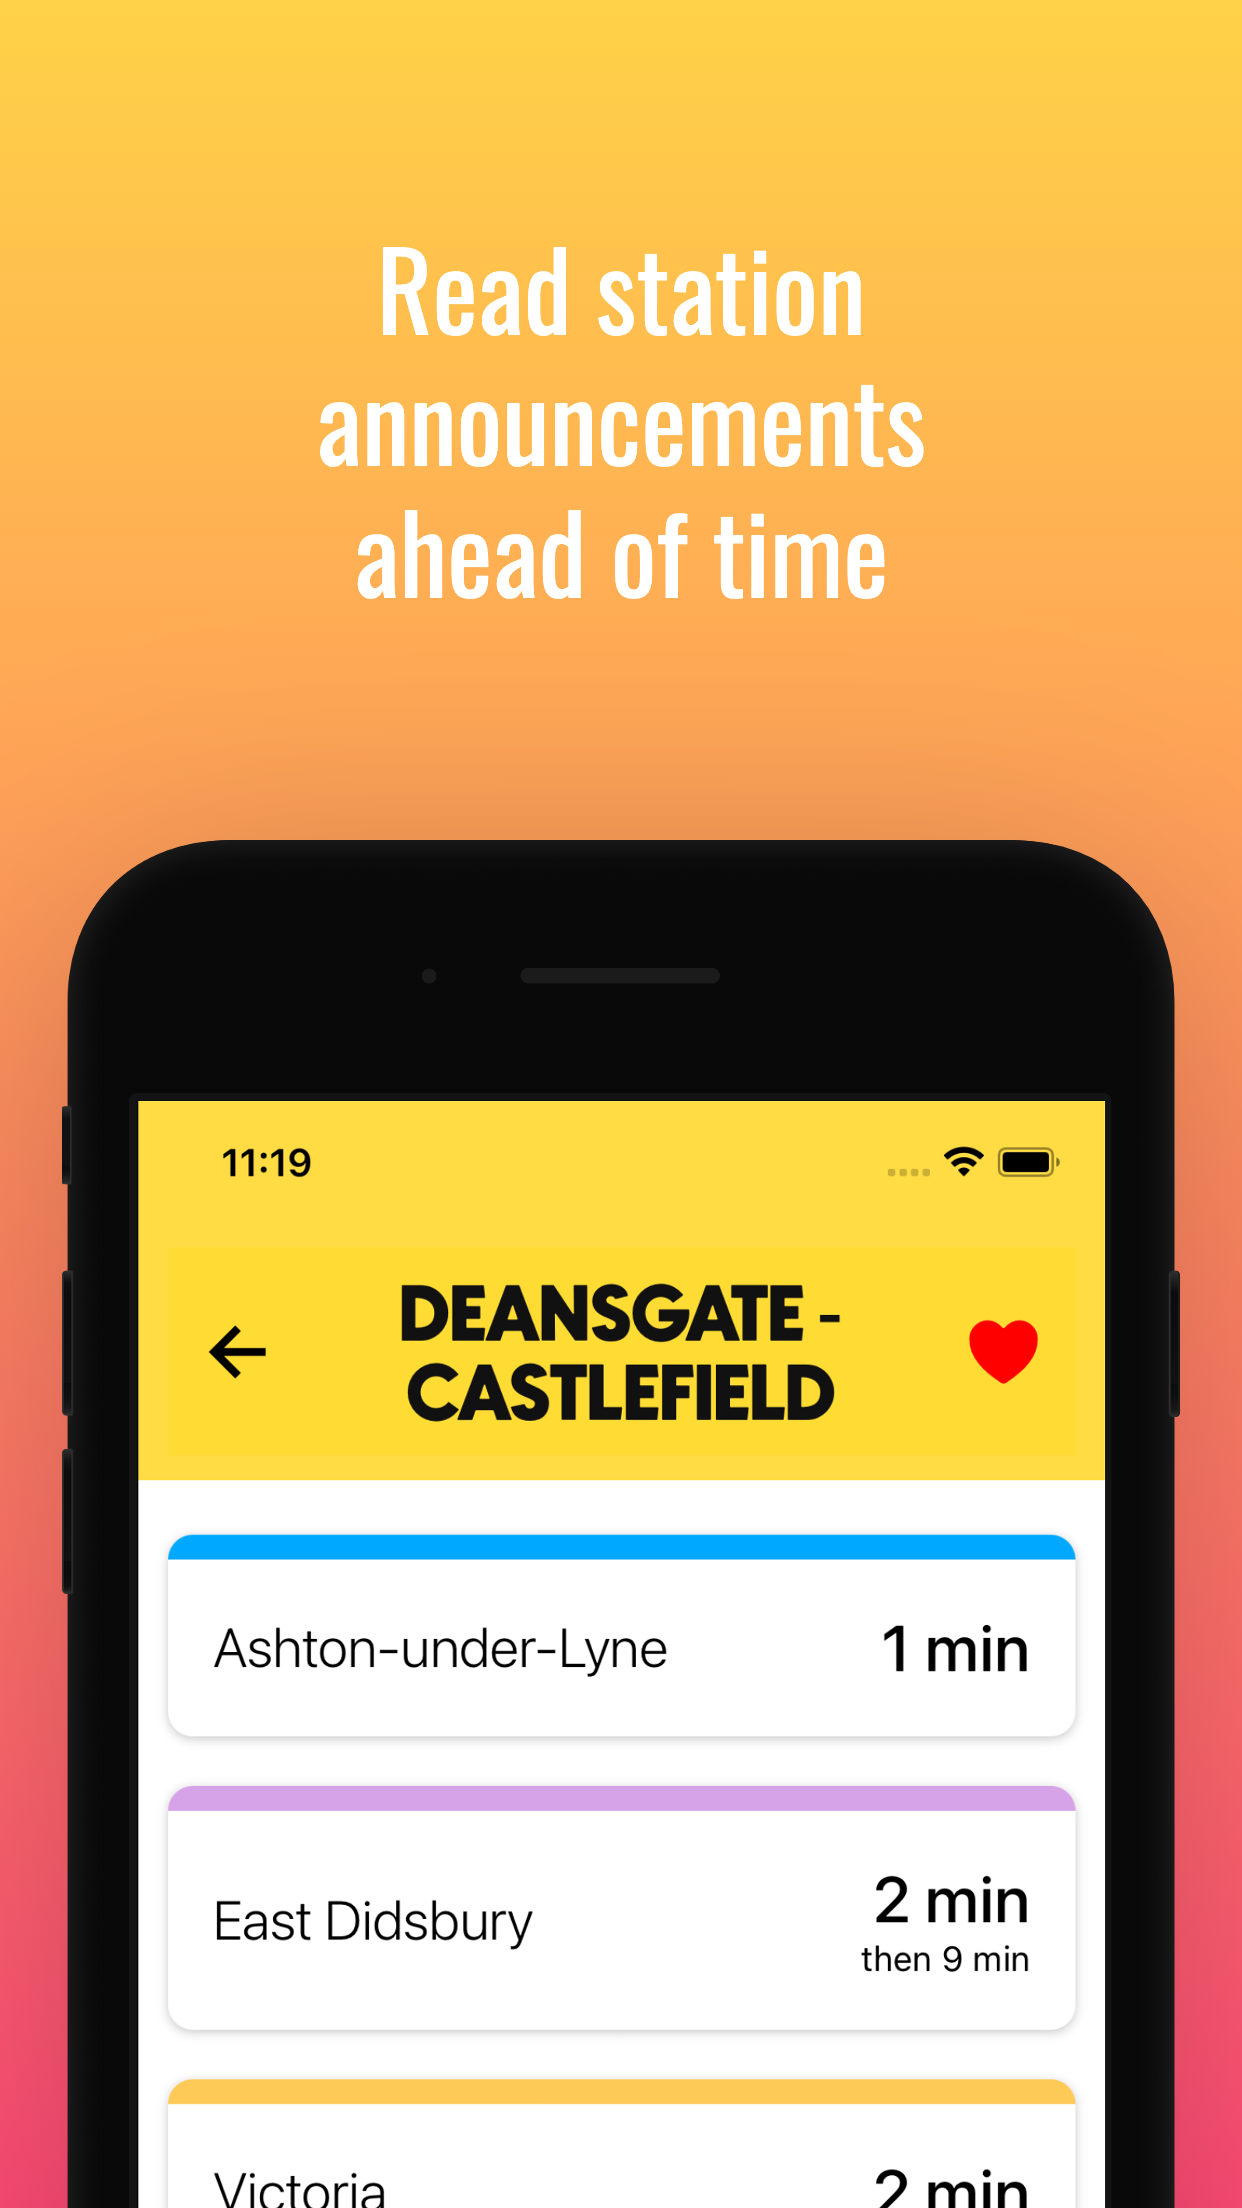 Read station
announcements
ahead of time
11:19
DEANSGATE -
CASTLEFIELD
Ashton-under-Lyne
1 min
East Didsbury
2 min
then 9 min
Victoria
2 min